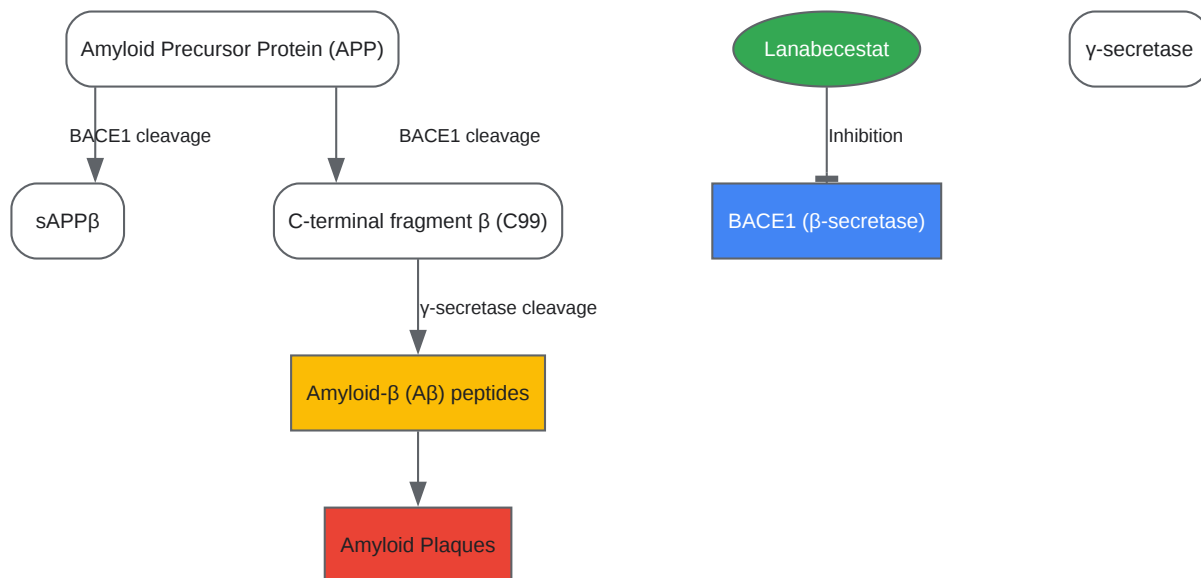 Amyloid Precursor Protein (APP)
Lanabecestat
γ-secretase
BACE1 cleavage
BACE1 cleavage
Inhibition
sAPPβ
C-terminal fragment β (C99)
BACE1 (β-secretase)
γ-secretase cleavage
Amyloid-β (Aβ) peptides
Amyloid Plaques